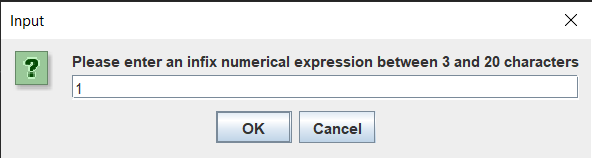 Input
?
Please enter an infix numerical expression between 3 and 20 characters
1
OK Cancel